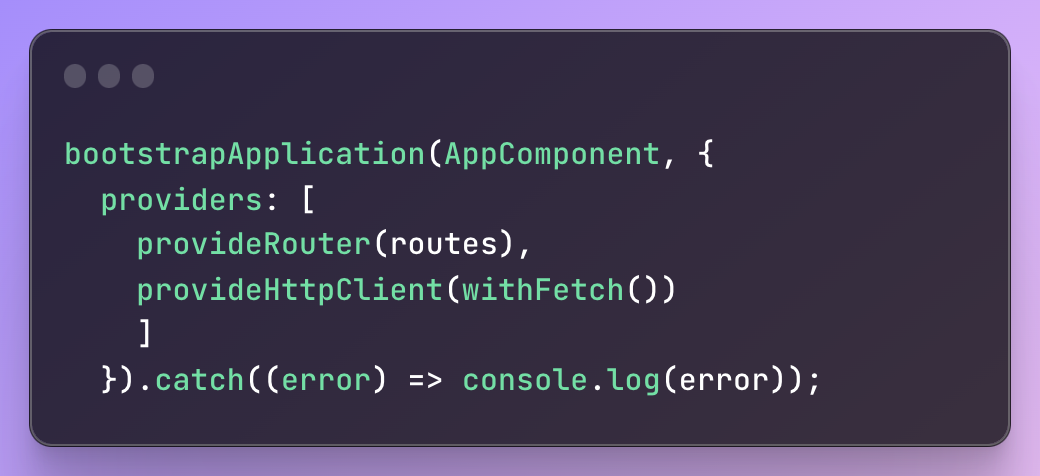 bootstrapApplication(AppComponent, {
  providers: [
    provideRouter(routes),
    provideHttpClient(withFetch())
    ]
  }).catch((error) => console.log(error));